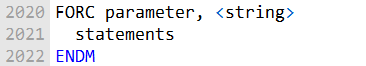 2020 FORC parameter, <string>
2021   statements
2022 ENDM